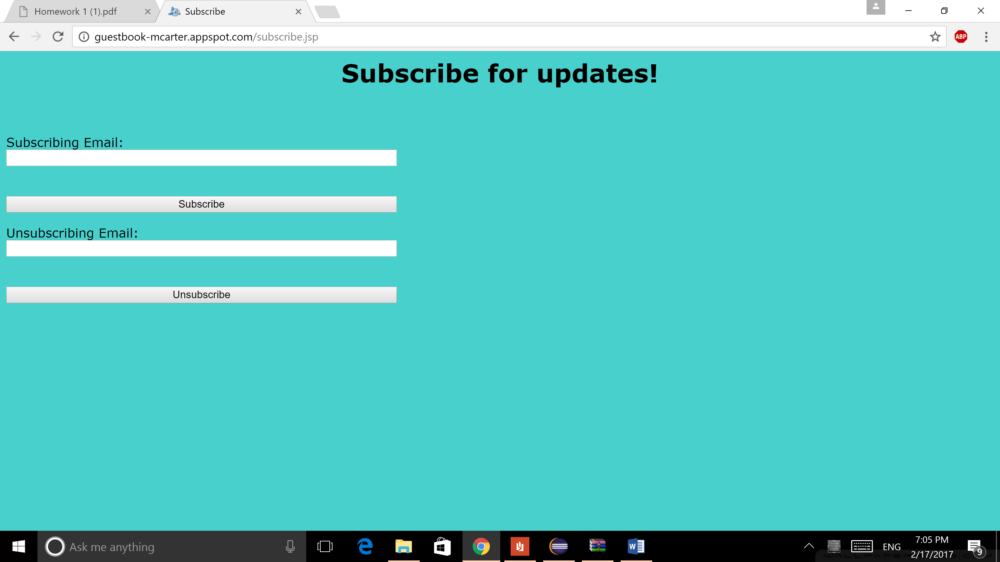 Homework 1 (1).pdf
Subscribe
guestbook-mcarter.appspot.com/subscribe.jsp
ABP
Subscribe for updates!
Subscribing Email:
Subscribe
Unsubscribing Email:
Unsubscribe
Ask me anything
W
ENG
7:05 PM
2/17/2017
9